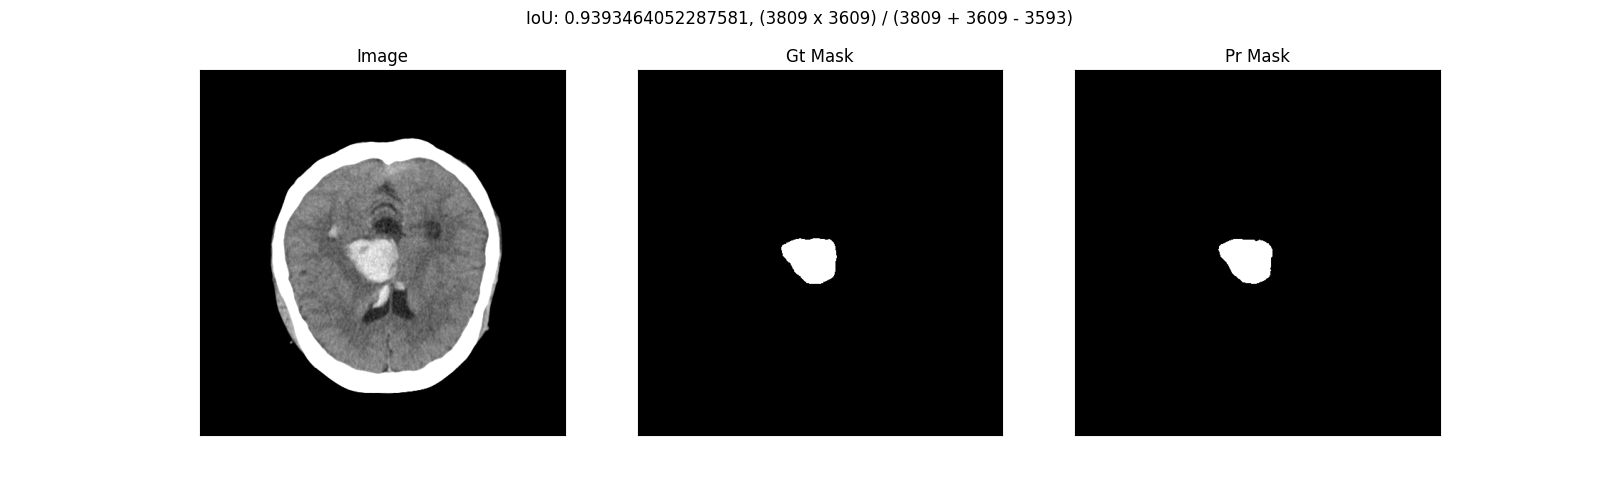 IoU: 0.9393464052287581, (3809 x 3609) / (3809 + 3609 - 3593)
Image
Gt Mask
Pr Mask